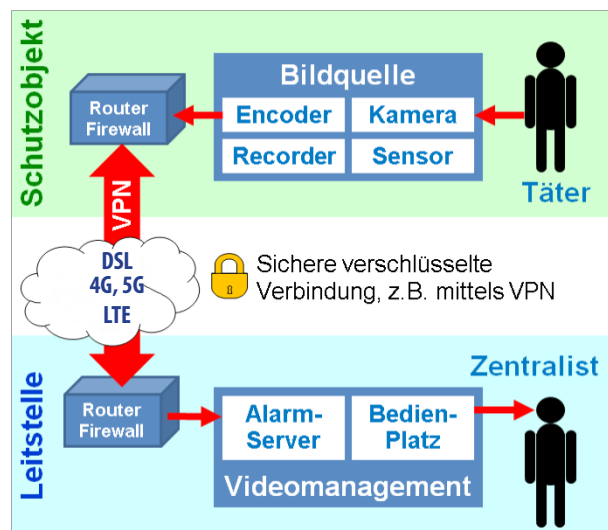 Schutzobjekt
Bildquelle
Router
Firewall
Encoder
Kamera
Recorder
Sensor
Täter
VPN
DSL
4G, 5G
LTE
Sichere verschlüsselte
Verbindung, z.B. mittels VPN
Leitstelle
Zentralist
Router
Firewall
Alarm-
Server
Bedien-
Platz
Videomanagement